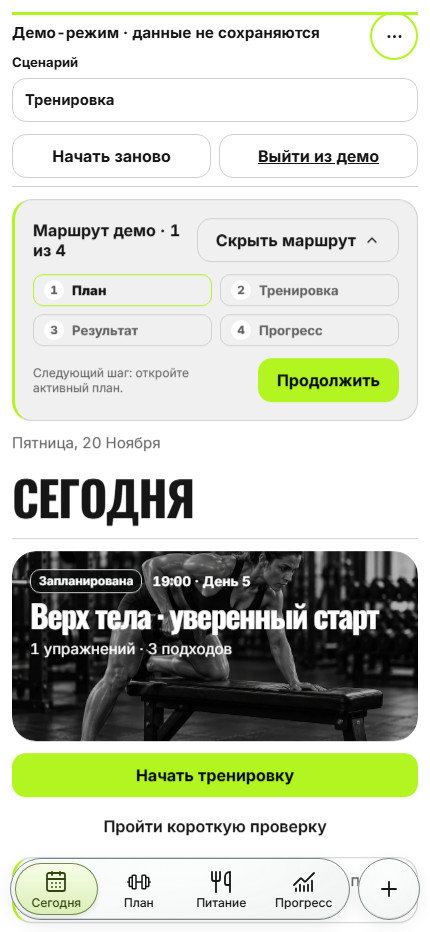 Демо-режим · данные не сохраняются
Сценарий
Тренировка
Начать заново
Выйти из демо
Маршрут демо · 1
из 4
Скрыть маршрут
1 План
2 Тренировка
3 Результат
4 Прогресс
Следующий шаг: откройте
активный план.
Продолжить
Пятница, 20 Ноября
СЕГОДНЯ
Запланирована 19:00 · День 5
Верх тела · уверенный старт
1 упражнений · 3 подходов
Начать тренировку
Пройти короткую проверку
Сегодня
План
Питание
Прогресс